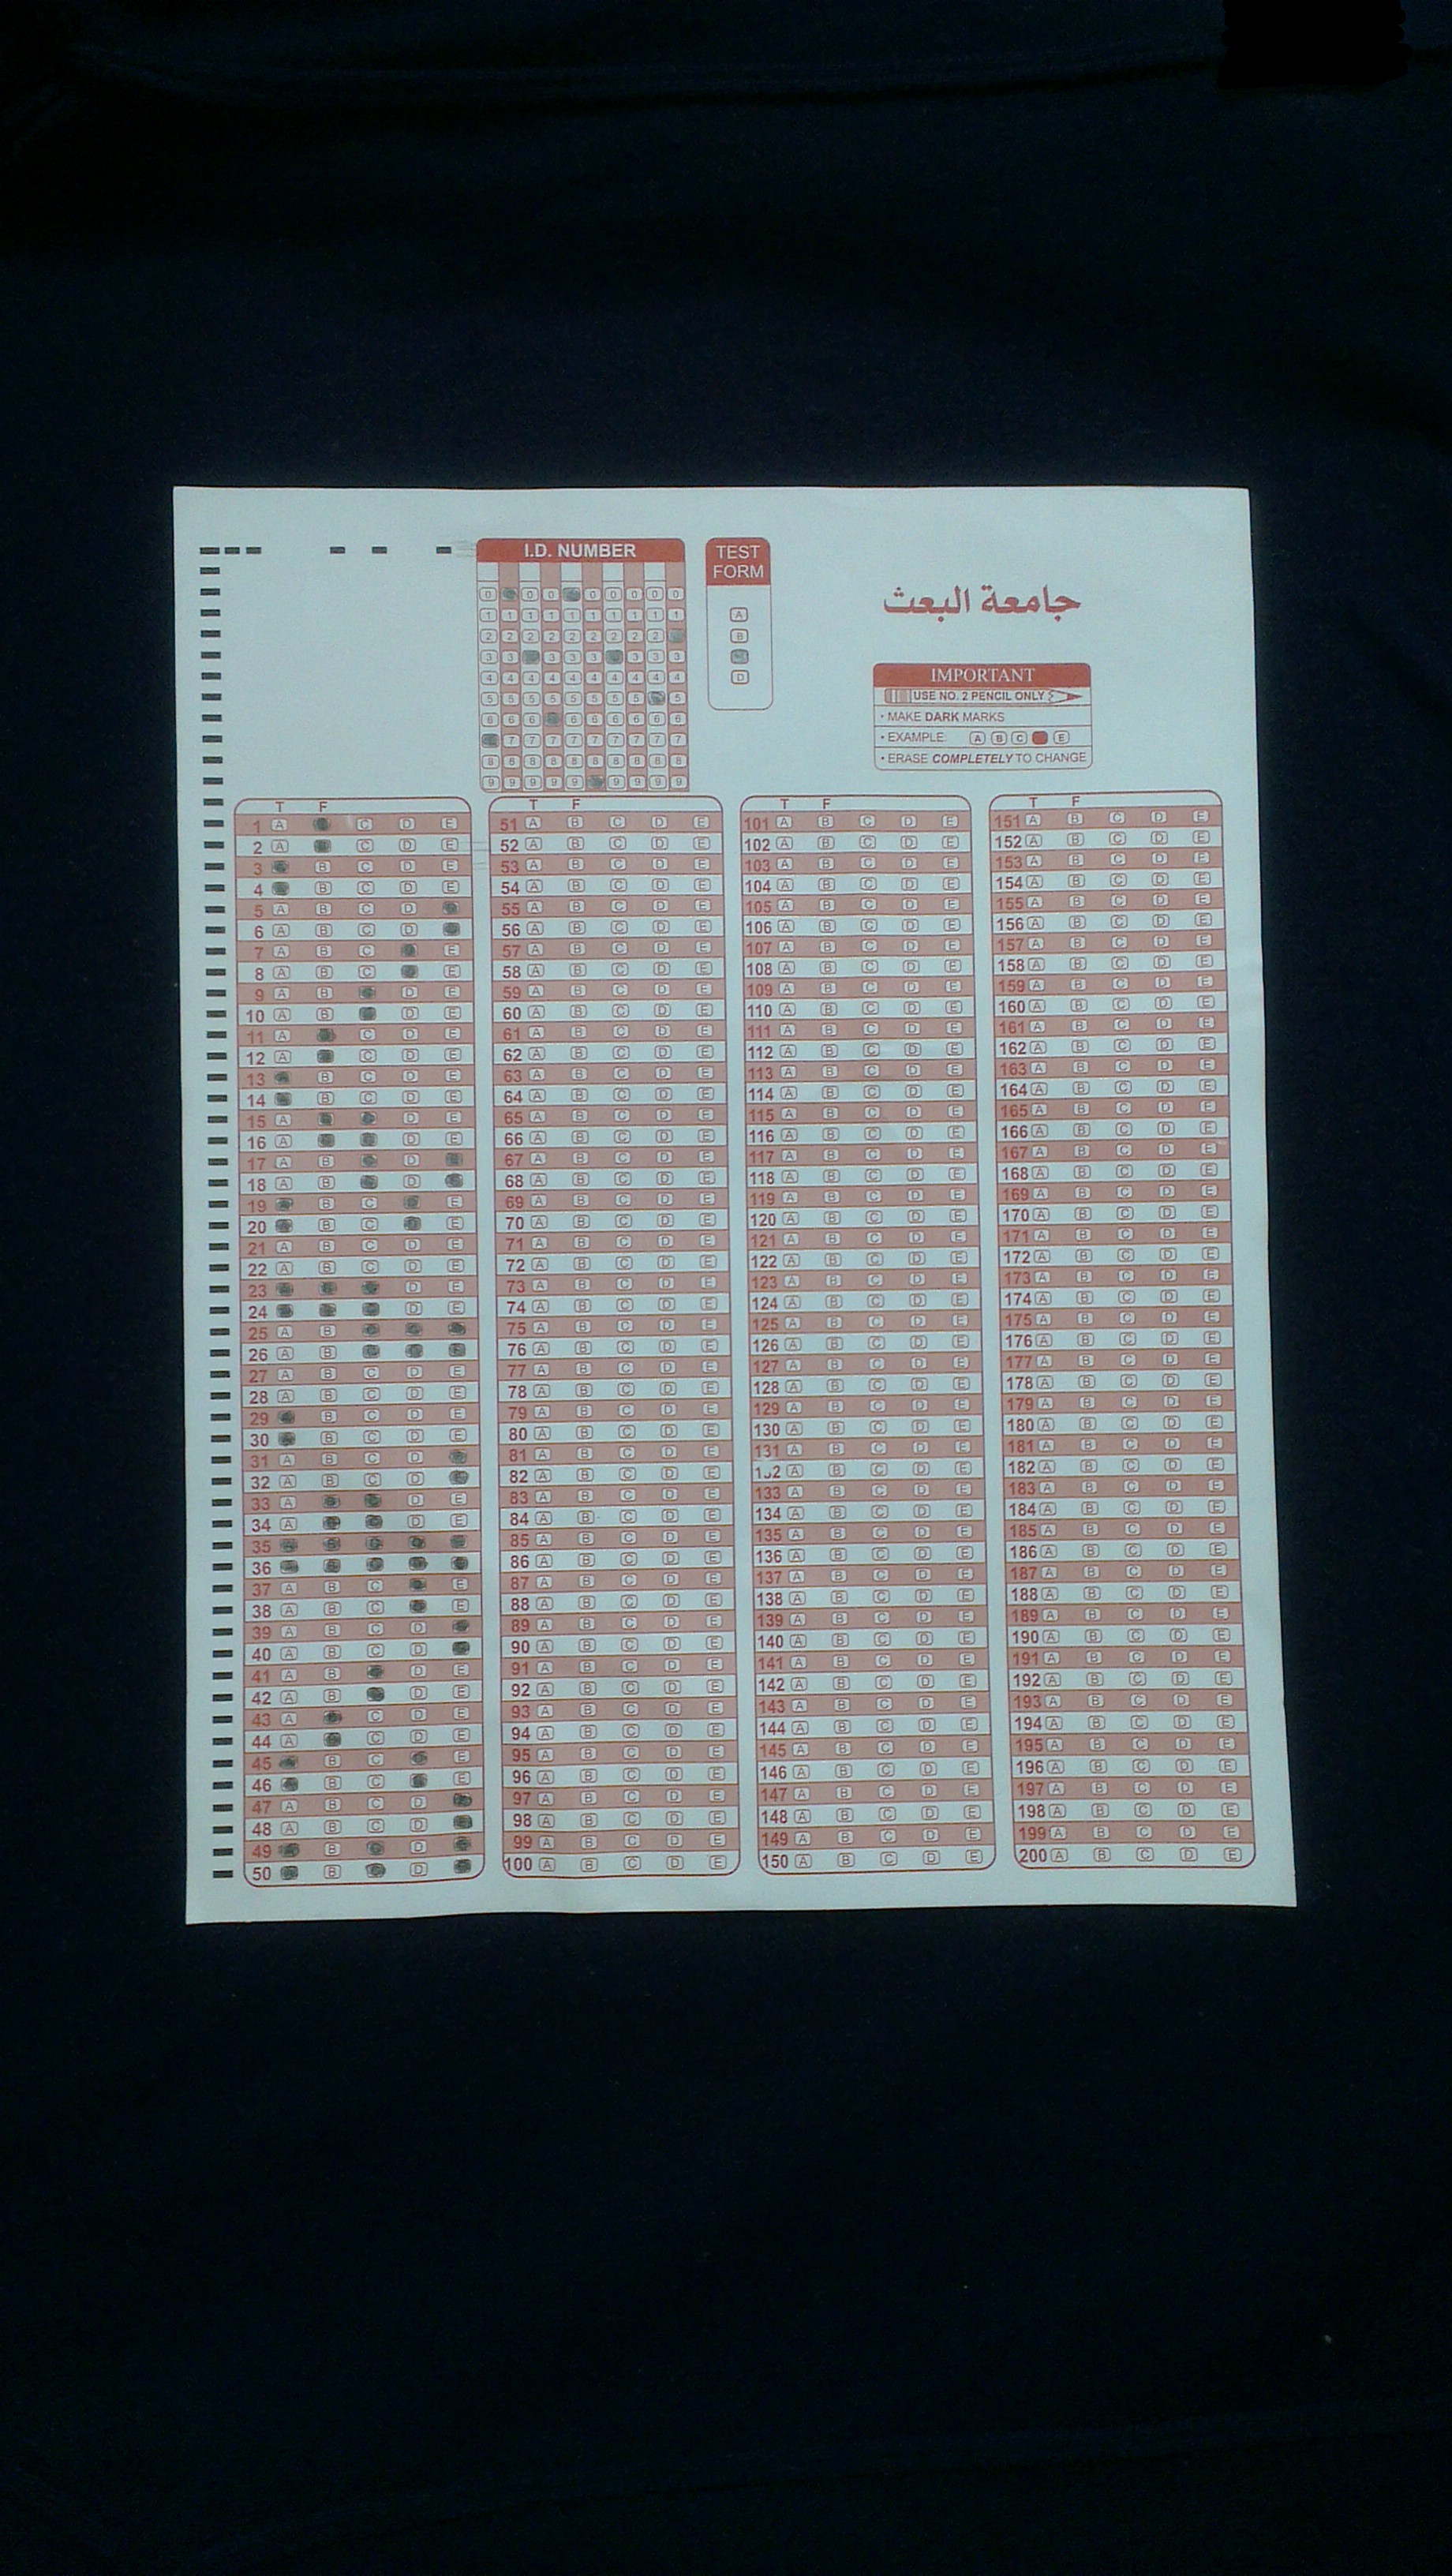 I.D. NUMBER
0 0 0 0 0 0 0 0
1 1 1 1 1 1 1 1 1 1
2 2 2 2 2 2 2 2 2
3 3 3 3 3 3 3 3
4 4 4 4 4 4 4 4 4 4
5 5 5 5 5 5 5 5 5
6 6 6 6 6 6 6 6 6
7 7 7 7 7 7 7 7 7
8 8 8 8 8 8 8 8 8 8
9 9 9 9 9 9 9 9 9
TEST
FORM
A
B
D
جامعة البعث
IMPORTANT
USE NO. 2 PENCIL ONLY
• MAKE DARK MARKS
• EXAMPLE: A B C E
• ERASE COMPLETELY TO CHANGE
T F
1 A C D E
2 A C D E
3 B C D E
4 B C D E
5 A B C D
6 A B C D
7 A B C E
8 A B C E
9 A B D E
10 A B D E
11 A C D E
12 A C D E
13 B C D E
14 B C D E
15 A D E
16 A D E
17 A B D
18 A B D
19 B C E
20 B C E
21 A B C D E
22 A B C D E
23 D E
24 D E
25 A B
26 A B
27 A B C D E
28 A B C D E
29 B C D E
30 B C D E
31 A B C D
32 A B C D
33 A D E
34 A D E
35
36
37 A B C E
38 A B C E
39 A B C D
40 A B C D
41 A B D E
42 A B D E
43 A C D E
44 A C D E
45 B C E
46 B C E
47 A B C D
48 A B C D
49 B D
50 B D
T F
51 A B C D E
52 A B C D E
53 A B C D E
54 A B C D E
55 A B C D E
56 A B C D E
57 A B C D E
58 A B C D E
59 A B C D E
60 A B C D E
61 A B C D E
62 A B C D E
63 A B C D E
64 A B C D E
65 A B C D E
66 A B C D E
67 A B C D E
68 A B C D E
69 A B C D E
70 A B C D E
71 A B C D E
72 A B C D E
73 A B C D E
74 A B C D E
75 A B C D E
76 A B C D E
77 A B C D E
78 A B C D E
79 A B C D E
80 A B C D E
81 A B C D E
82 A B C D E
83 A B C D E
84 A B C D E
85 A B C D E
86 A B C D E
87 A B C D E
88 A B C D E
89 A B C D E
90 A B C D E
91 A B C D E
92 A B C D E
93 A B C D E
94 A B C D E
95 A B C D E
96 A B C D E
97 A B C D E
98 A B C D E
99 A B C D E
100 A B C D E
T F
101 A B C D E
102 A B C D E
103 A B C D E
104 A B C D E
105 A B C D E
106 A B C D E
107 A B C D E
108 A B C D E
109 A B C D E
110 A B C D E
111 A B C D E
112 A B C D E
113 A B C D E
114 A B C D E
115 A B C D E
116 A B C D E
117 A B C D E
118 A B C D E
119 A B C D E
120 A B C D E
121 A B C D E
122 A B C D E
123 A B C D E
124 A B C D E
125 A B C D E
126 A B C D E
127 A B C D E
128 A B C D E
129 A B C D E
130 A B C D E
131 A B C D E
132 A B C D E
133 A B C D E
134 A B C D E
135 A B C D E
136 A B C D E
137 A B C D E
138 A B C D E
139 A B C D E
140 A B C D E
141 A B C D E
142 A B C D E
143 A B C D E
144 A B C D E
145 A B C D E
146 A B C D E
147 A B C D E
148 A B C D E
149 A B C D E
150 A B C D E
T F
151 A B C D E
152 A B C D E
153 A B C D E
154 A B C D E
155 A B C D E
156 A B C D E
157 A B C D E
158 A B C D E
159 A B C D E
160 A B C D E
161 A B C D E
162 A B C D E
163 A B C D E
164 A B C D E
165 A B C D E
166 A B C D E
167 A B C D E
168 A B C D E
169 A B C D E
170 A B C D E
171 A B C D E
172 A B C D E
173 A B C D E
174 A B C D E
175 A B C D E
176 A B C D E
177 A B C D E
178 A B C D E
179 A B C D E
180 A B C D E
181 A B C D E
182 A B C D E
183 A B C D E
184 A B C D E
185 A B C D E
186 A B C D E
187 A B C D E
188 A B C D E
189 A B C D E
190 A B C D E
191 A B C D E
192 A B C D E
193 A B C D E
194 A B C D E
195 A B C D E
196 A B C D E
197 A B C D E
198 A B C D E
199 A B C D E
200 A B C D E